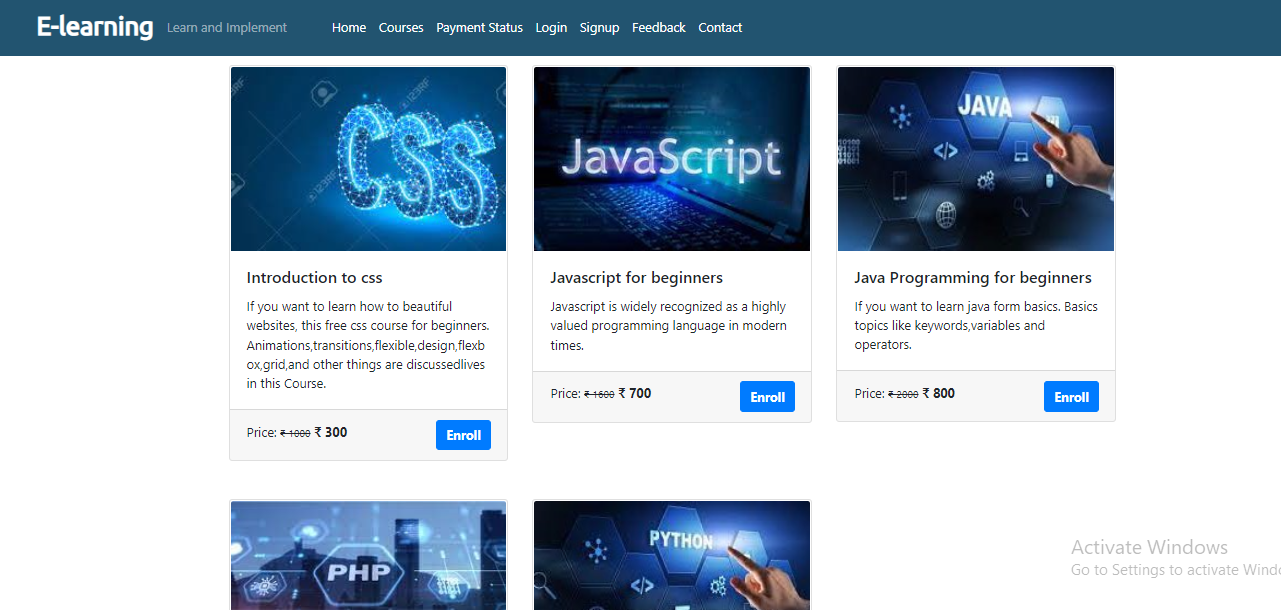 E-learning Learn and Implement Home Courses Payment Status Login Signup Feedback Contact
CSS
123RF
123RF
123RF
JavaScript
JAVA
</>
Introduction to css
If you want to learn how to beautiful
websites, this free css course for beginners.
Animations,transitions,flexible,design,flexb
ox,grid,and other things are discussedlives
in this Course.
Price: ₹ 1000 ₹ 300 Enroll
Javascript for beginners
Javascript is widely recognized as a highly
valued programming language in modern
times.
Price: ₹ 1600 ₹ 700 Enroll
Java Programming for beginners
If you want to learn java form basics. Basics
topics like keywords,variables and
operators.
Price: ₹ 2000 ₹ 800 Enroll
PHP
PYTHON
</>
Activate Windows
Go to Settings to activate Windo